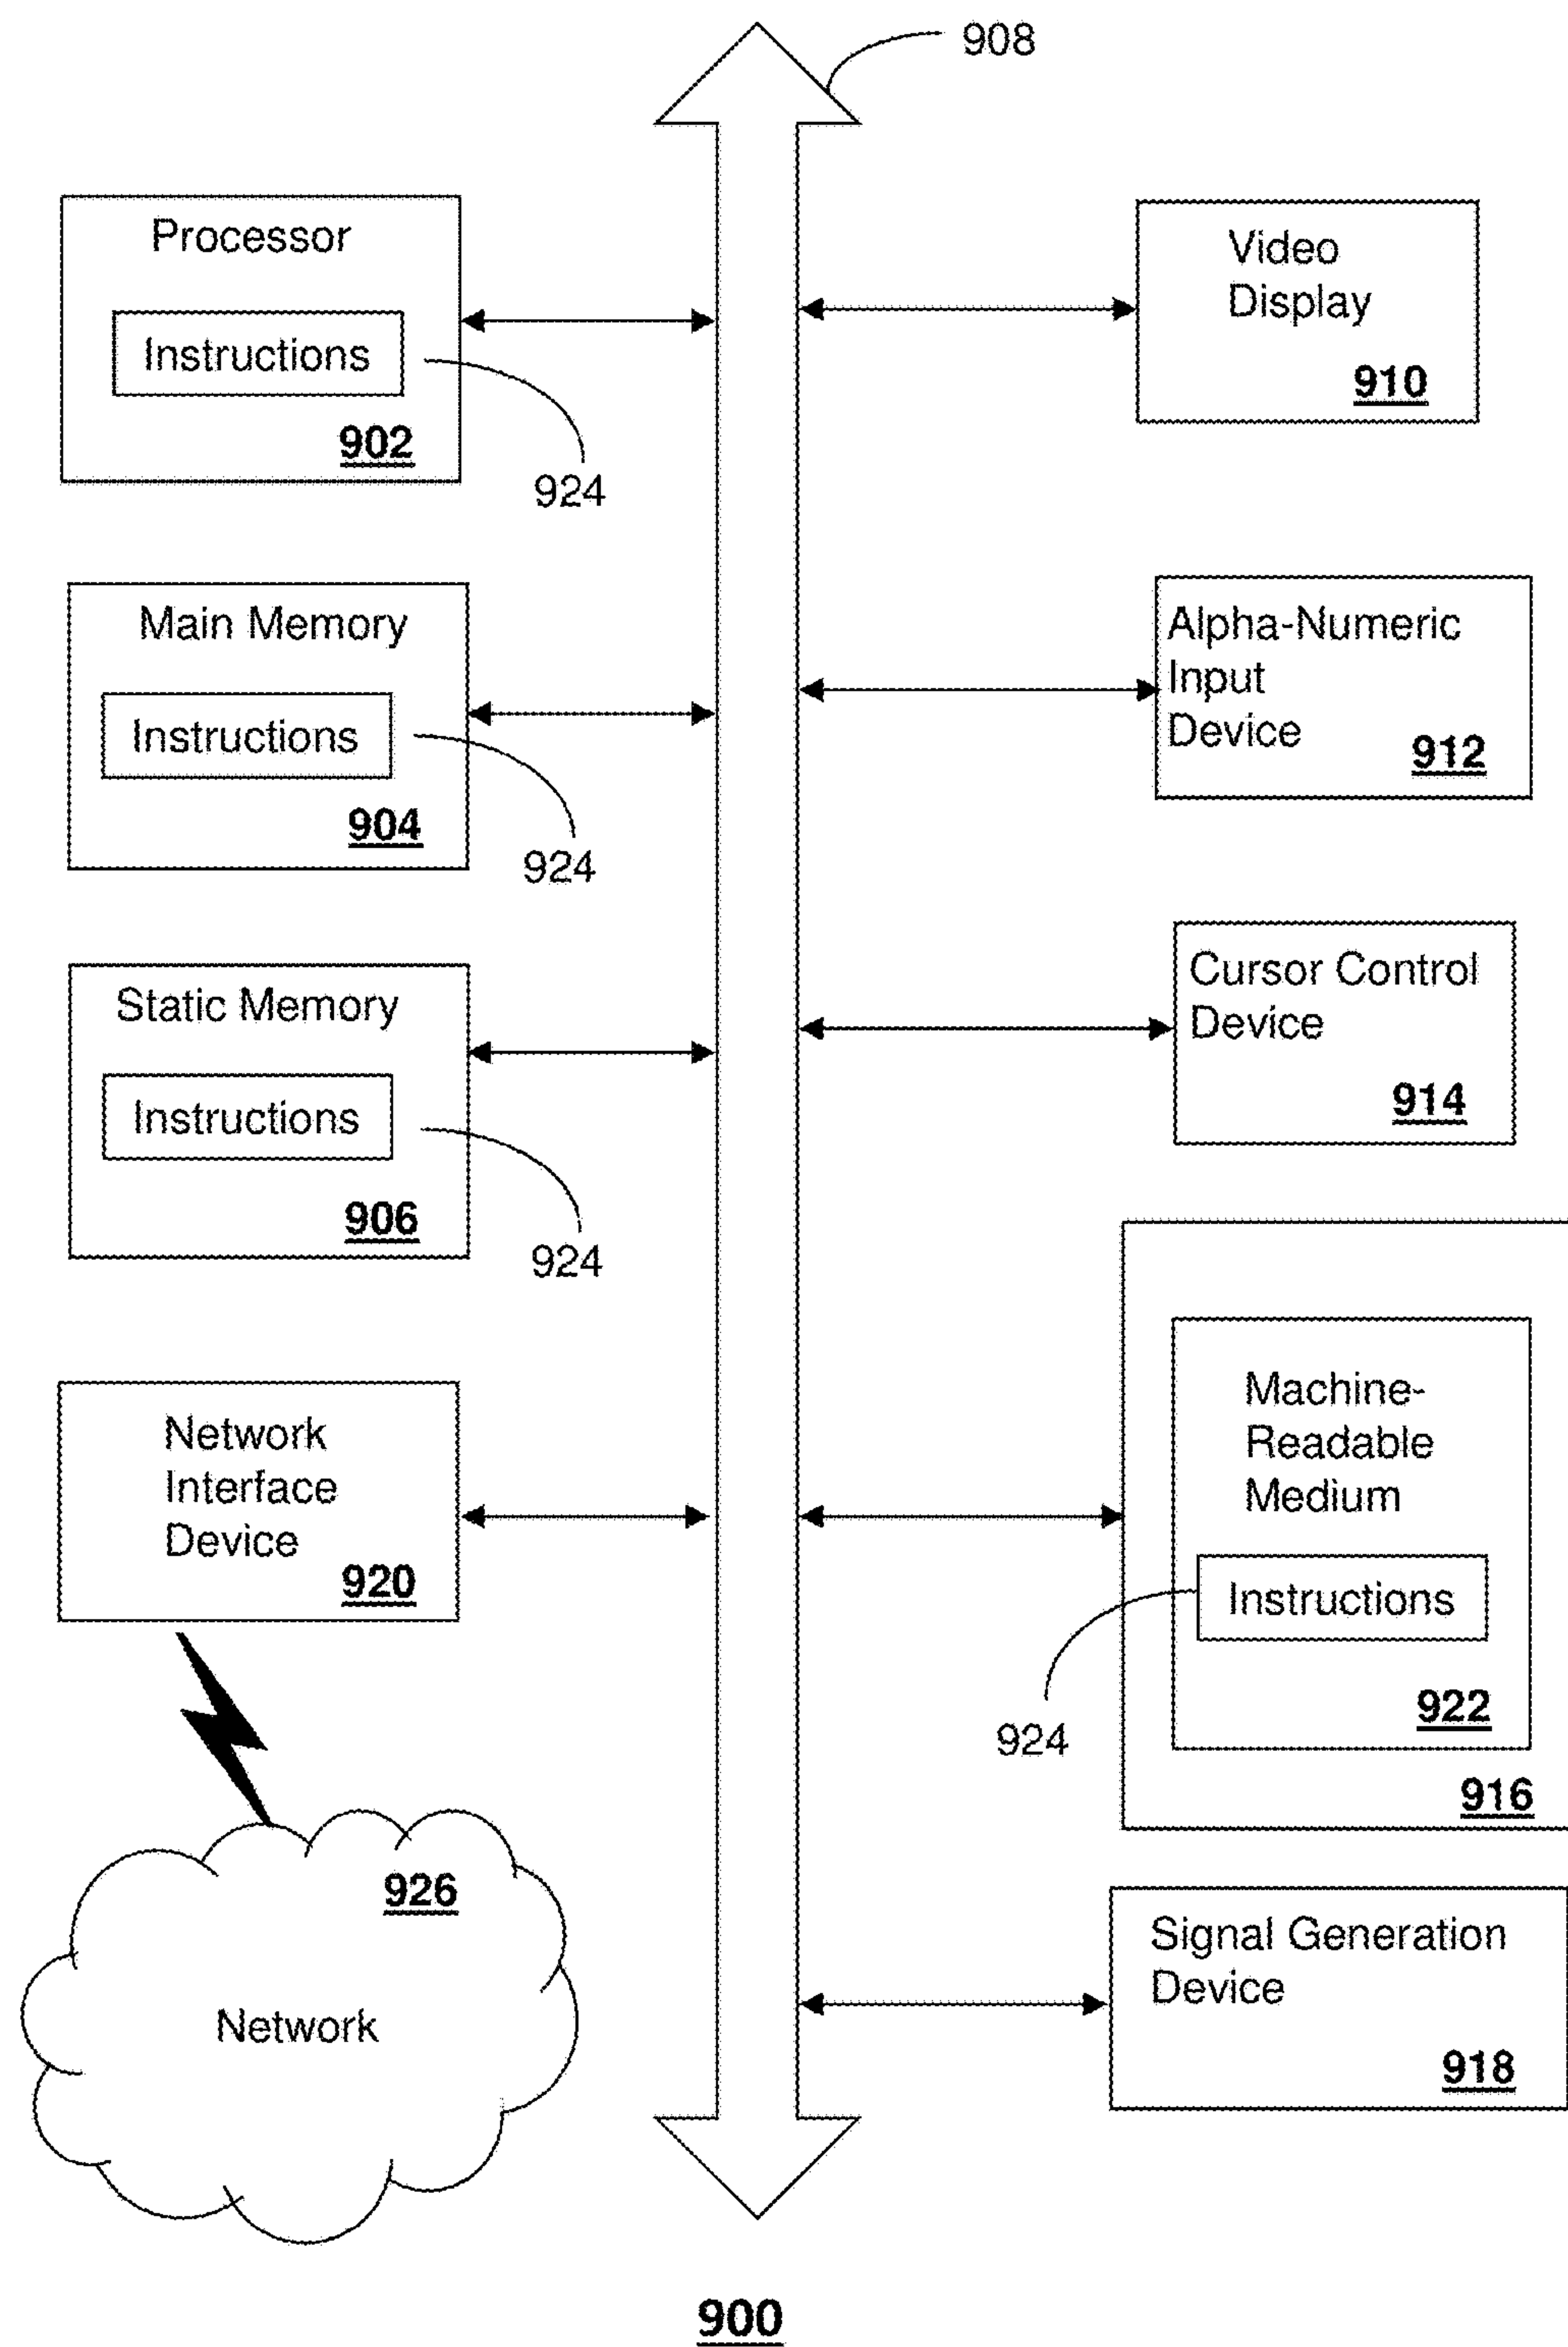 908
Processor
Instructions
902
924
Video
Display
910
Main Memory
Instructions
904
924
Alpha-Numeric
Input
Device
912
Static Memory
Instructions
906
924
Cursor Control
Device
914
Network
Interface
Device
920
Machine-
Readable
Medium
Instructions
922
924
916
926
Network
Signal Generation
Device
918
900